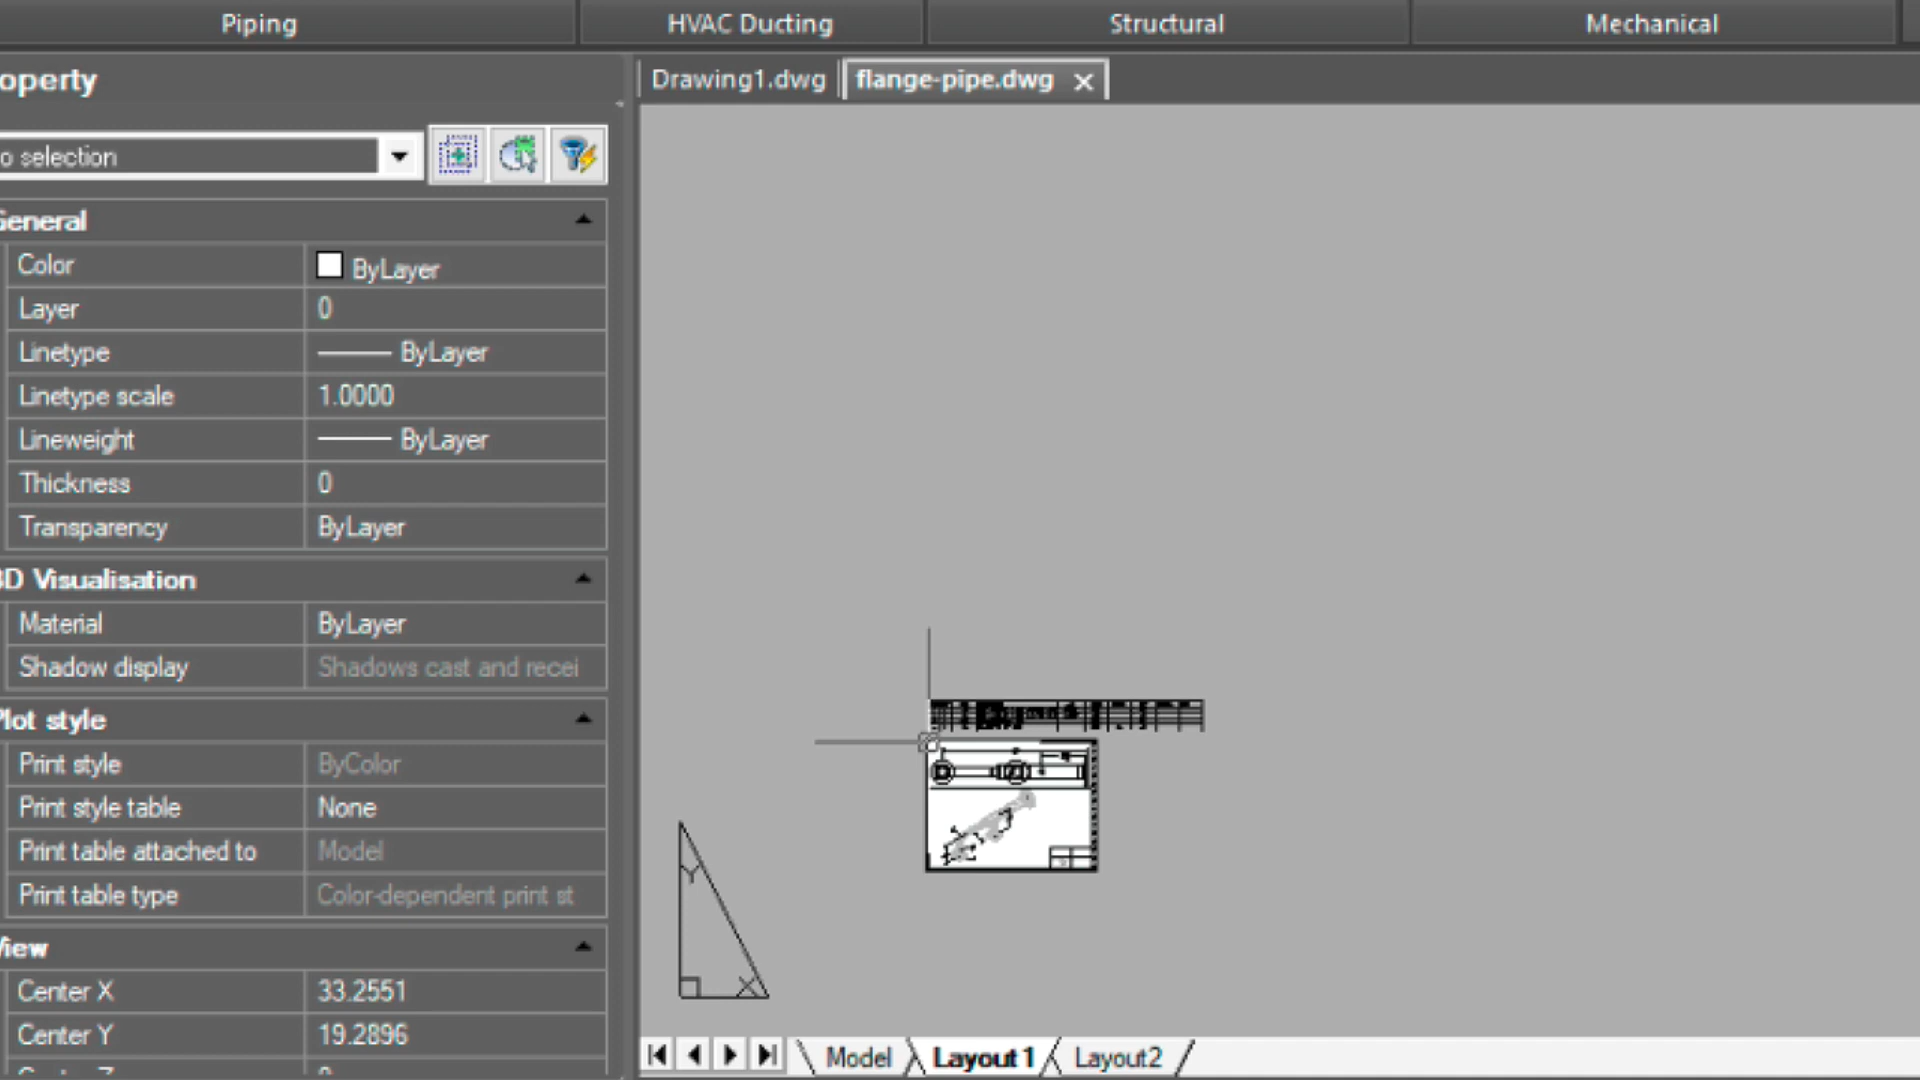 Piping HVAC Ducting Structural Mechanical
operty
Drawing1.dwg flange-pipe.dwg
o selection
General
Color ByLayer
Layer 0
Linetype ByLayer
Linetype scale 1.0000
Lineweight ByLayer
Thickness 0
Transparency ByLayer
3D Visualisation
Material ByLayer
Shadow display Shadows cast and recei
Plot style
Print style ByColor
Print style table None
Print table attached to Model
Print table type Color-dependent print st
View
Center X 33.2551
Center Y 19.2896
Y
X
Model Layout1 Layout2